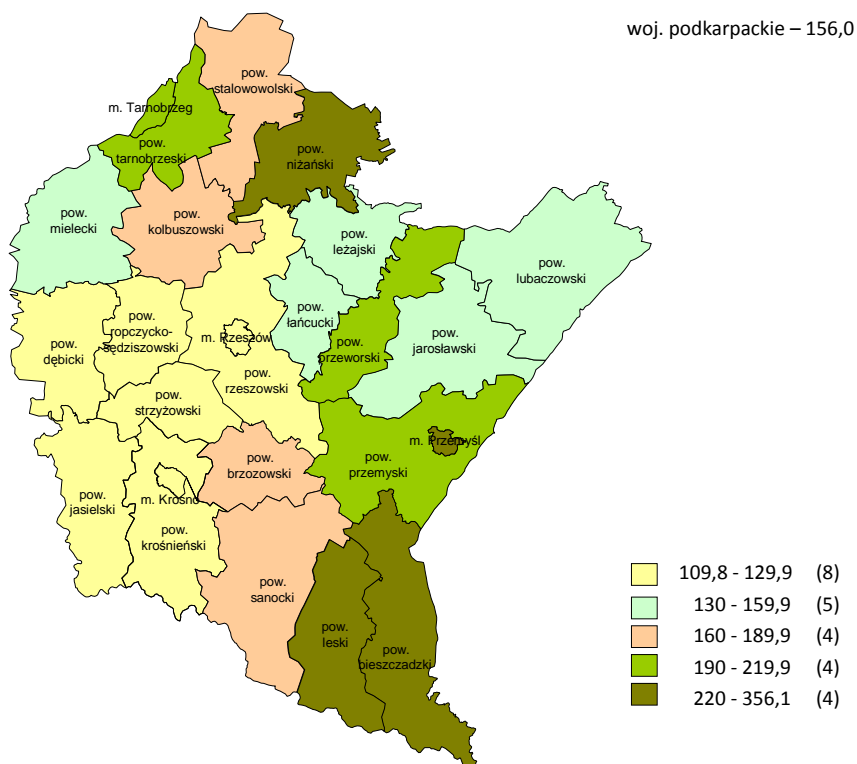 woj. podkarpackie – 156,0
pow.
stalowowolski
m. Tarnobrzeg
pow.
tarnobrzeski
pow.
niżański
pow.
mielecki
pow.
kolbuszowski
pow.
leżajski
pow.
lubaczowski
pow.
łańcucki
pow.
dębicki
pow.
ropczycko-
sędziszowski
m. Rzeszów
pow.
przeworski
pow.
jarosławski
pow.
rzeszowski
pow.
strzyżowski
m. Przemyśl
pow.
przemyski
pow.
brzozowski
pow.
jasielski
m. Krosno
pow.
krośnieński
pow.
sanocki
pow.
leski
pow.
bieszczadzki
109,8 - 129,9 (8)
130 - 159,9 (5)
160 - 189,9 (4)
190 - 219,9 (4)
220 - 356,1 (4)